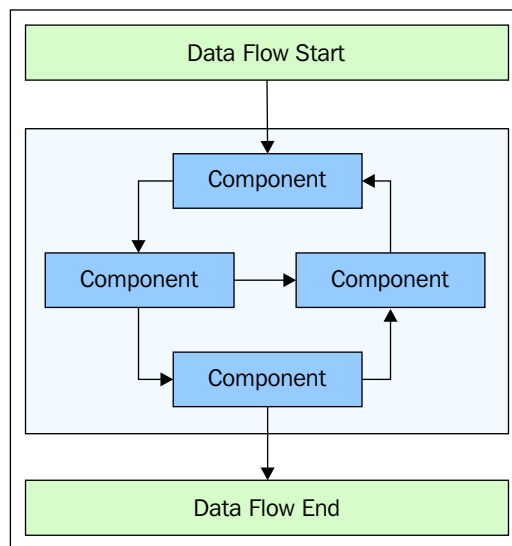 Data Flow Start
Component
Component
Component
Component
Data Flow End